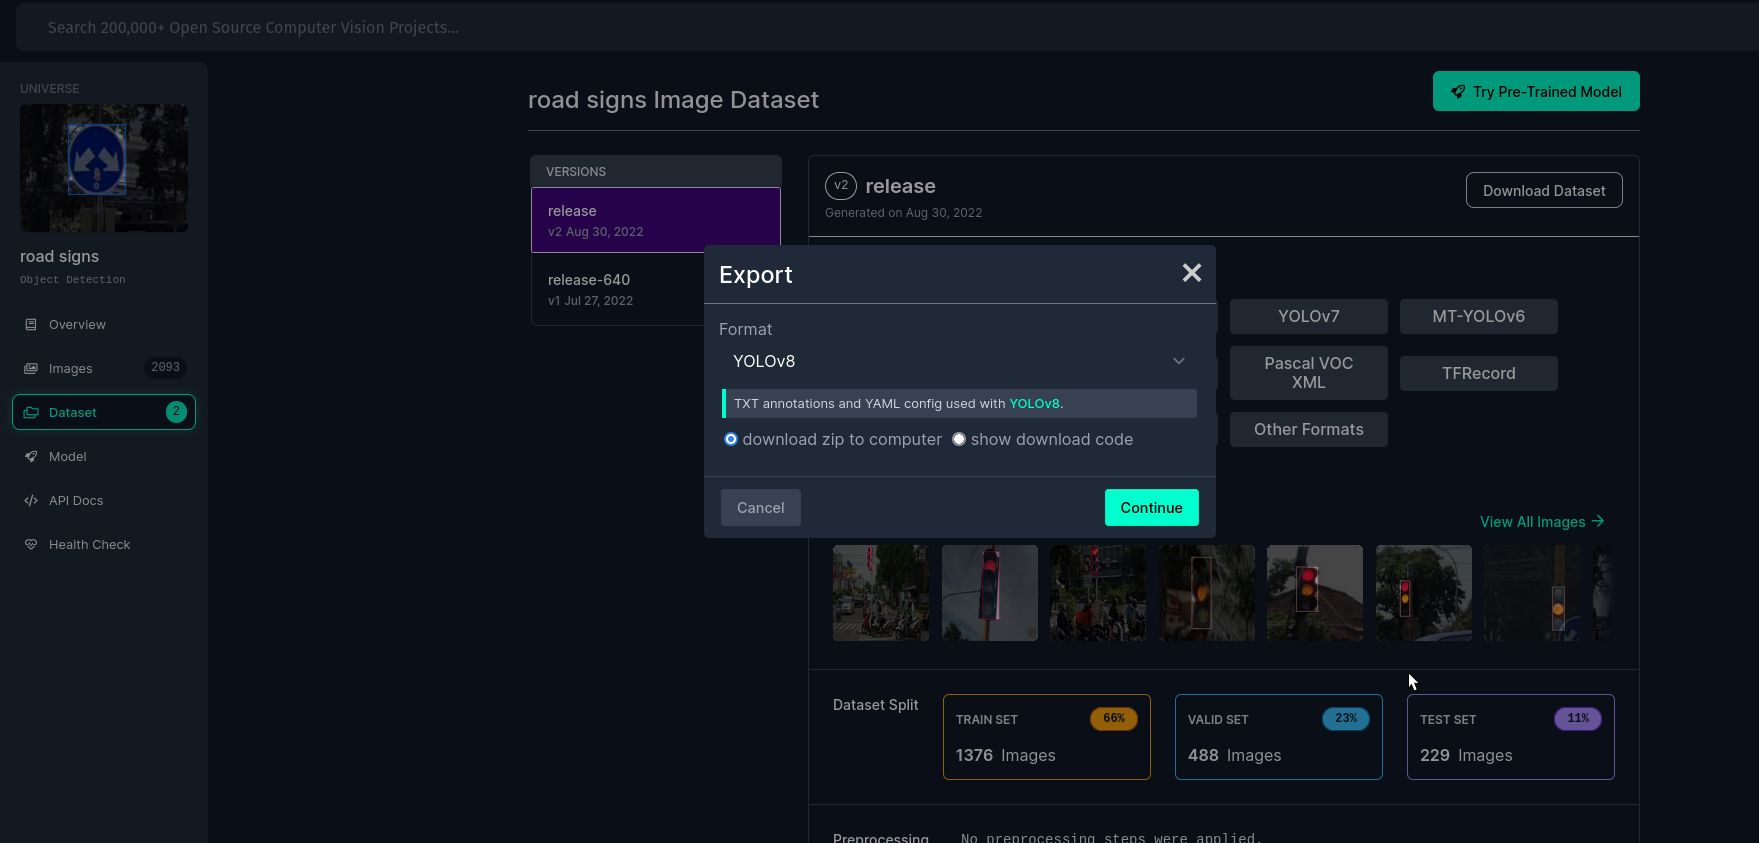 Search 200,000+ Open Source Computer Vision Projects...
UNIVERSE
road signs
Object Detection
Overview
Images 2093
Dataset 2
Model
API Docs
Health Check
road signs Image Dataset
Try Pre-Trained Model
VERSIONS
release
v2 Aug 30, 2022
release-640
v1 Jul 27, 2022
v2 release
Generated on Aug 30, 2022
Download Dataset
Export
Format
YOLOv8
TXT annotations and YAML config used with YOLOv8.
download zip to computer show download code
Cancel Continue
YOLOv7 MT-YOLOv6
Pascal VOC
XML
TFRecord
Other Formats
View All Images
Dataset Split
TRAIN SET 66%
1376 Images
VALID SET 23%
488 Images
TEST SET 11%
229 Images
Preprocessing No preprocessing steps were applied.